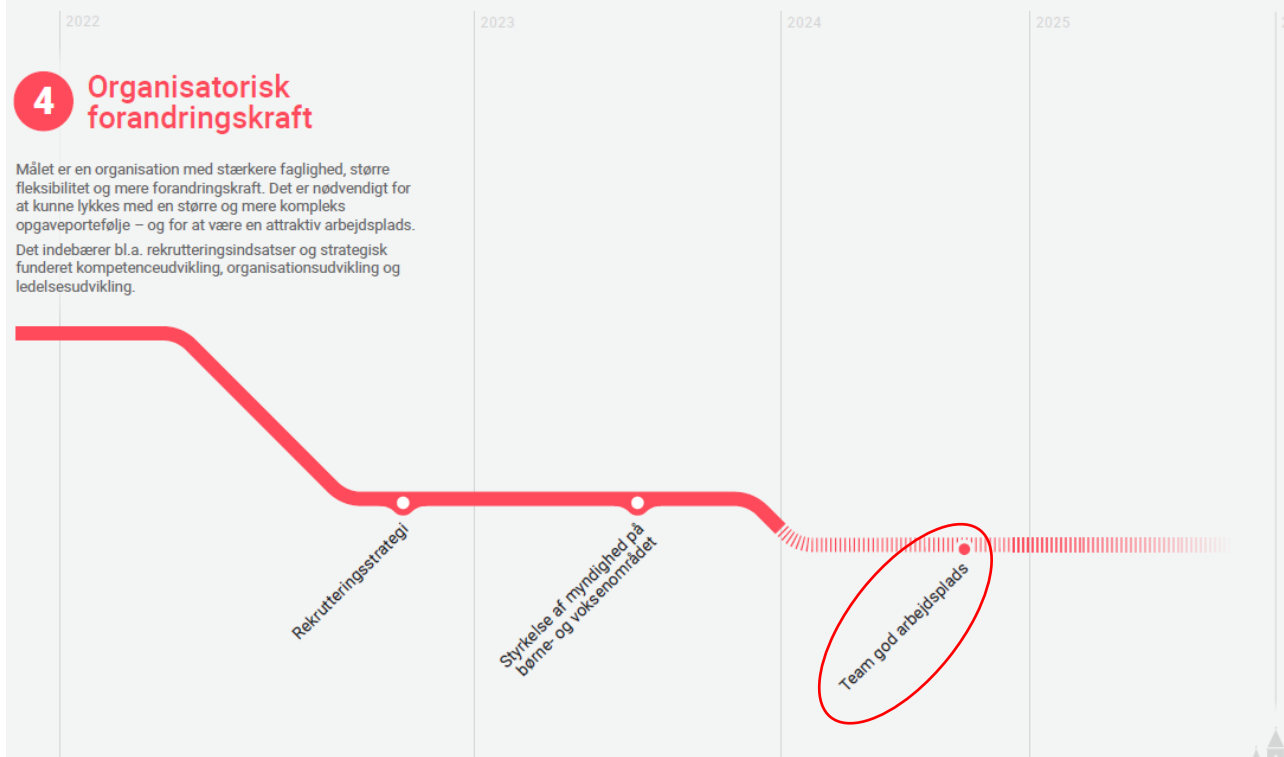 2022
2023
2024
2025
4
Organisatorisk
forandringskraft
Målet er en organisation med stærkere faglighed, større
fleksibilitet og mere forandringskraft. Det er nødvendigt for
at kunne lykkes med en større og mere kompleks
opgaveportefølje – og for at være en attraktiv arbejdsplads.
Det indebærer bl.a. rekrutteringsindsatser og strategisk
funderet kompetenceudvikling, organisationsudvikling og
ledelsesudvikling.
Rekrutteringsstrategi
Styrkelse af myndighed på
børne- og voksenområdet
Team god arbejdsplads